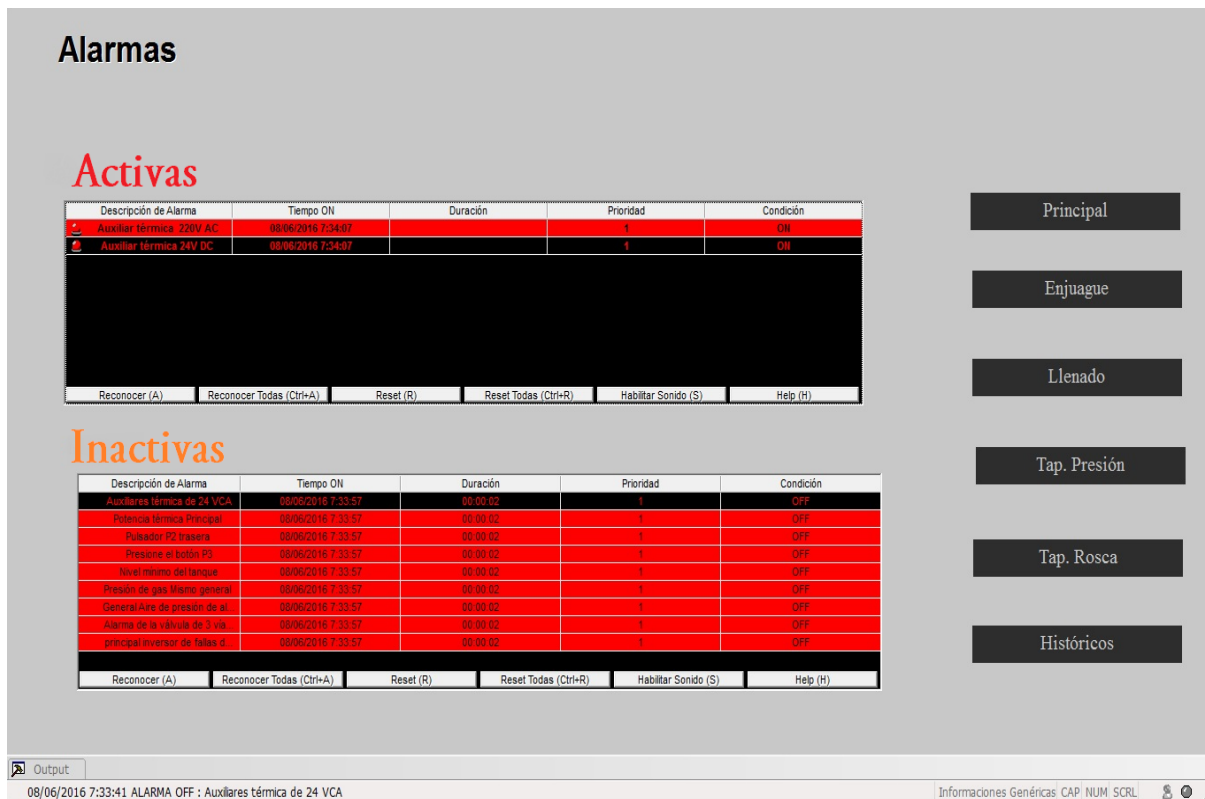 Alarmas
Activas
Descripción de Alarma Tiempo ON Duración Prioridad Condición
Auxiliar térmica 220V AC 08/06/2016 7:34:07 1 ON
Auxiliar térmica 24V DC 08/06/2016 7:34:07 1 ON
Reconocer (A) Reconocer Todas (Ctrl+A) Reset (R) Reset Todas (Ctrl+R) Habilitar Sonido (S) Help (H)
Inactivas
Descripción de Alarma Tiempo ON Duración Prioridad Condición
Auxiliares térmica de 24 VCA 08/06/2016 7:33:57 00:00:02 1 OFF
Potencia térmica Principal 08/06/2016 7:33:57 00:00:02 1 OFF
Pulsador P2 trasera 08/06/2016 7:33:57 00:00:02 1 OFF
Presione el botón P3 08/06/2016 7:33:57 00:00:02 1 OFF
Nivel mínimo del tanque 08/06/2016 7:33:57 00:00:02 1 OFF
Presión de gas Mismo general 08/06/2016 7:33:57 00:00:02 1 OFF
General Aire de presión de al... 08/06/2016 7:33:57 00:00:02 1 OFF
Alarma de la válvula de 3 vía... 08/06/2016 7:33:57 00:00:02 1 OFF
principal inversor de fallas d... 08/06/2016 7:33:57 00:00:02 1 OFF
Reconocer (A) Reconocer Todas (Ctrl+A) Reset (R) Reset Todas (Ctrl+R) Habilitar Sonido (S) Help (H)
Principal
Enjuague
Llenado
Tap. Presión
Tap. Rosca
Históricos
Output
08/06/2016 7:33:41 ALARMA OFF : Auxiliares térmica de 24 VCA
Informaciones Genéricas CAP NUM SCRL